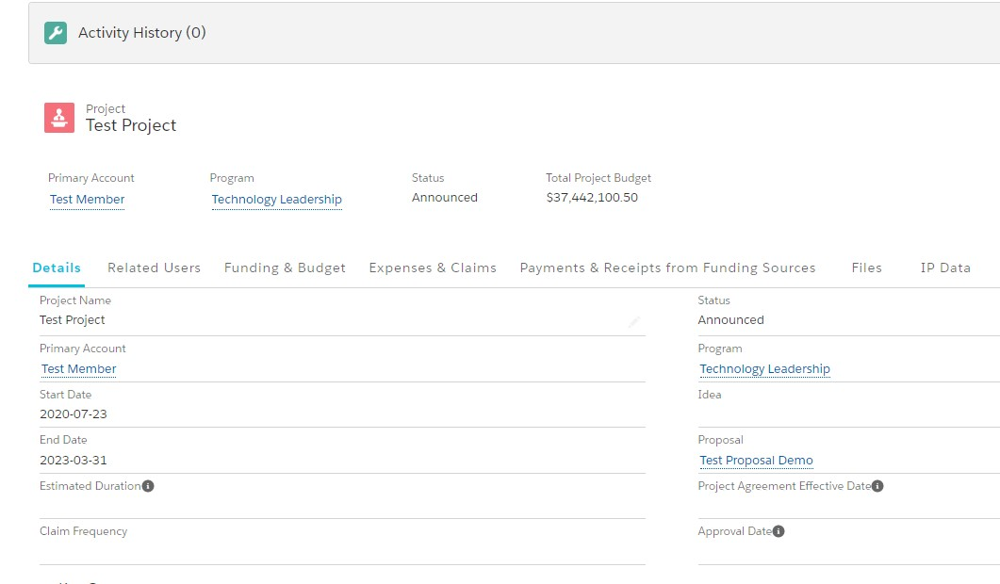 Activity History (0)
Project
Test Project
Primary Account
Program
Status
Total Project Budget
Test Member
Technology Leadership
Announced
$37,442,100.50
Details
Related Users
Funding & Budget
Expenses & Claims
Payments & Receipts from Funding Sources
Files
IP Data
Project Name
Test Project
Status
Announced
Primary Account
Test Member
Program
Technology Leadership
Start Date
2020-07-23
Idea
End Date
2023-03-31
Proposal
Test Proposal Demo
Estimated Duration
Project Agreement Effective Date
Claim Frequency
Approval Date